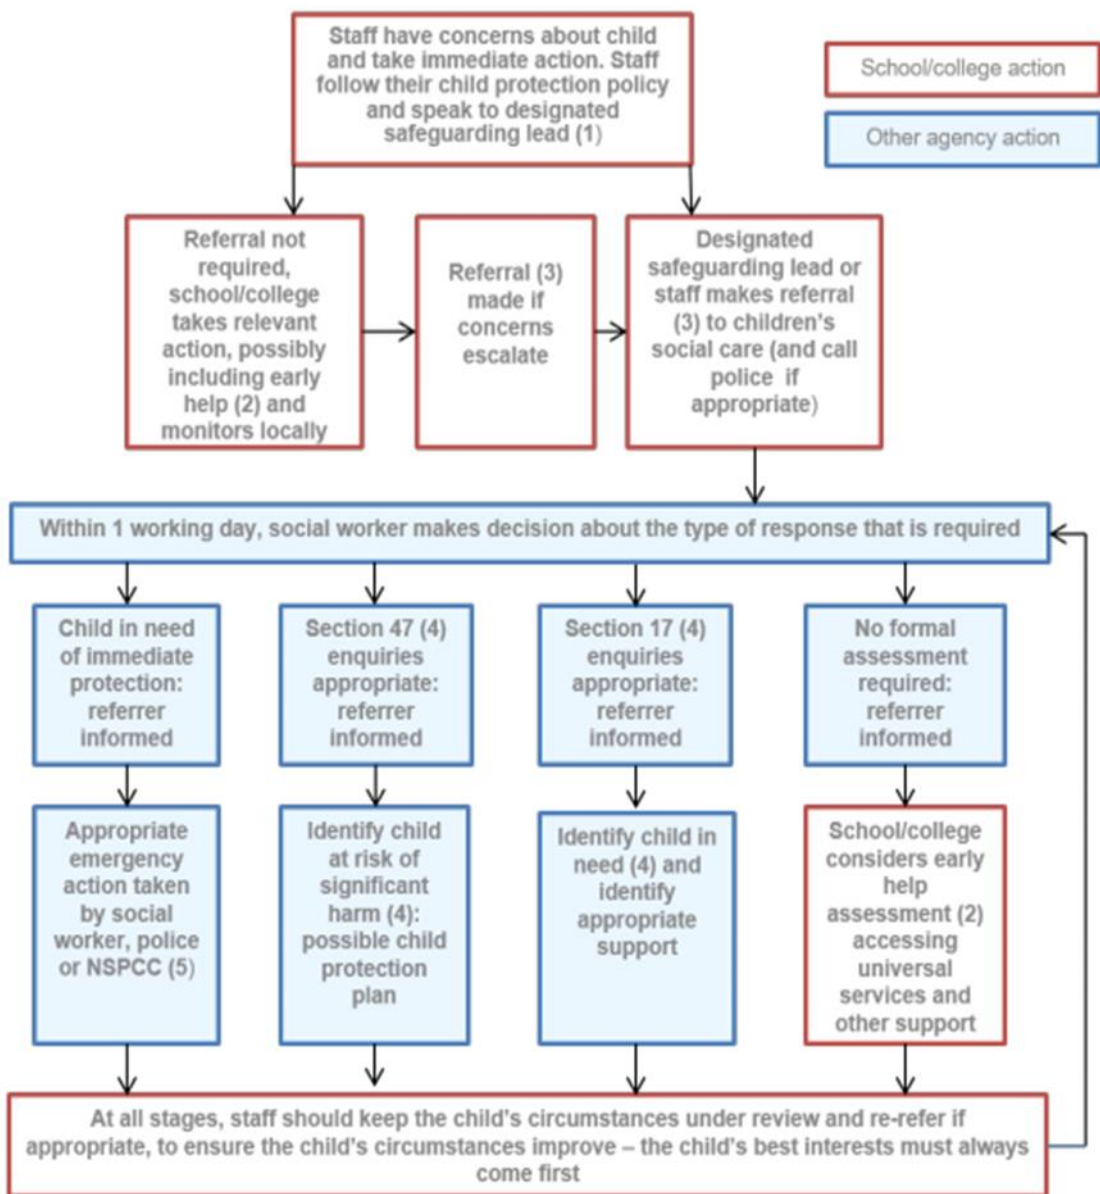 Staff have concerns about child
and take immediate action. Staff
follow their child protection policy
and speak to designated
safeguarding lead (1)
School/college action
Other agency action
Referral not
required,
school/college
takes relevant
action, possibly
including early
help (2) and
monitors locally
Referral (3)
made if
concerns
escalate
Designated
safeguarding lead or
staff makes referral
(3) to children's
social care (and call
police if
appropriate)
Within 1 working day, social worker makes decision about the type of response that is required
Child in need
of immediate
protection:
referrer
informed
Section 47 (4)
enquiries
appropriate:
referrer
informed
Section 17 (4)
enquiries
appropriate:
referrer
informed
No formal
assessment
required:
referrer
informed
Appropriate
emergency
action taken
by social
worker, police
or NSPCC (5)
Identify child
at risk of
significant
harm (4):
possible child
protection
plan
Identify child in
need (4) and
identify
appropriate
support
School/college
considers early
help
assessment (2)
accessing
universal
services and
other support
At all stages, staff should keep the child's circumstances under review and re-refer if
appropriate, to ensure the child's circumstances improve – the child's best interests must always
come first